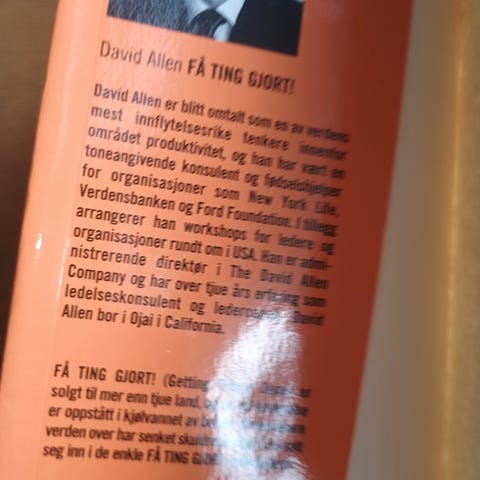 David Allen FÅ TING GJORT!
David Allen er blitt omtalt som en av verdens
mest innflytelsesrike tenkere innenfor
området produktivitet, og han har vært en
toneangivende konsulent og fødselshjelper
for organisasjoner som New York Life,
Verdensbanken og Ford Foundation. I tillegg
arrangerer han workshops for ledere og
organisasjoner rundt om i USA. Han er admi-
nistrerende direktør i The David Allen
Company og har over tjue års erfaring som
ledelseskonsulent og David
Allen bor i Ojai i California.
FÅ TING GJORT! (Getting er
solgt til mer enn tjue land,
er oppstått i kjølvannet av
verden over har senket
seg inn i de enkle FÅ TING